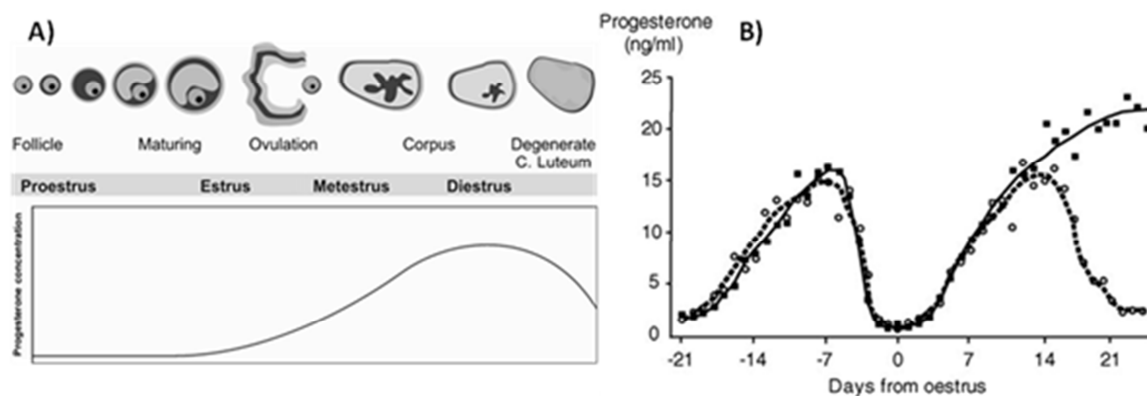 A)
Follicle Maturing Ovulation Corpus Degenerate
C. Luteum
Proestrus Estrus Metestrus Diestrus
Progesterone concentration
B)
Progesterone
(ng/ml)
25
20
15
10
5
0
-21 -14 -7 0 7 14 21
Days from oestrus